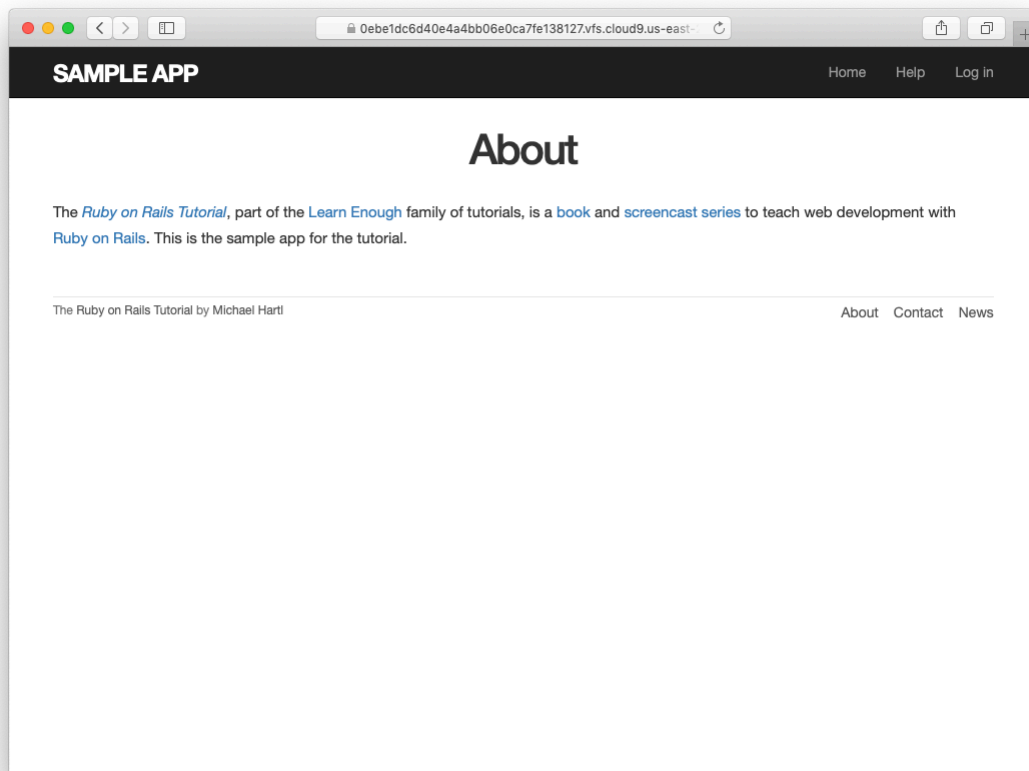 0ebe1dc6d40e4a4bb06e0ca7fe138127.vfs.cloud9.us-east-
SAMPLE APP Home Help Log in
About
The Ruby on Rails Tutorial, part of the Learn Enough family of tutorials, is a book and screencast series to teach web development with
Ruby on Rails. This is the sample app for the tutorial.
The Ruby on Rails Tutorial by Michael Hartl About Contact News